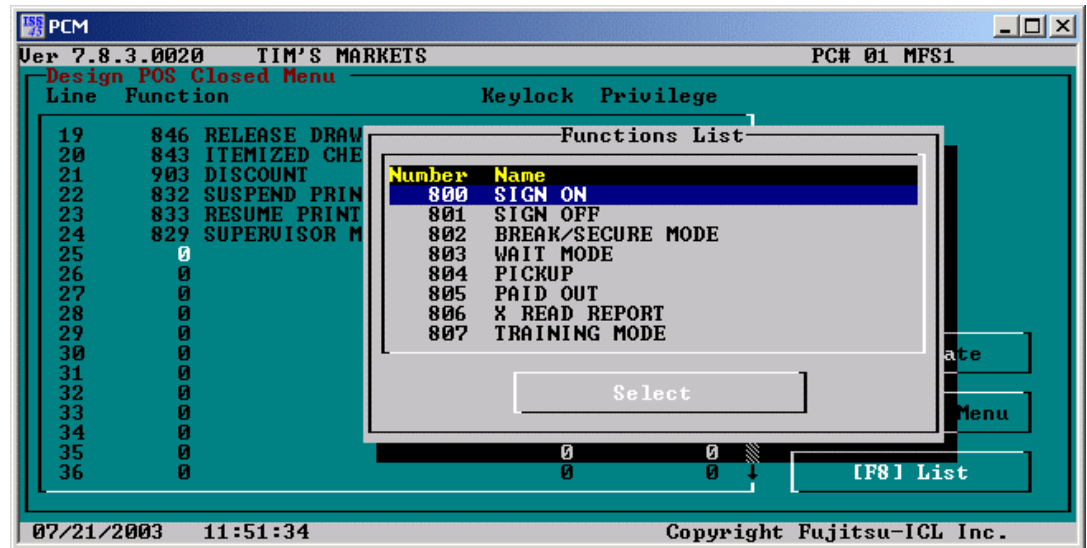 ISS 45 PCM
Ver 7.8.3.0020 TIM'S MARKETS PC# 01 MFS1
Design POS Closed Menu
Line Function Keylock Privilege
19 846 RELEASE DRAW
20 843 ITEMIZED CHE
21 903 DISCOUNT
22 832 SUSPEND PRIN
23 833 RESUME PRINT
24 829 SUPERVISOR M
25 0
26 0
27 0
28 0
29 0
30 0
31 0
32 0
33 0
34 0
35 0 0 0
36 0 0 0
Functions List
Number Name
800 SIGN ON
801 SIGN OFF
802 BREAK/SECURE MODE
803 WAIT MODE
804 PICKUP
805 PAID OUT
806 X READ REPORT
807 TRAINING MODE
Select
ate
Menu
[F8] List
07/21/2003 11:51:34 Copyright Fujitsu-ICL Inc.